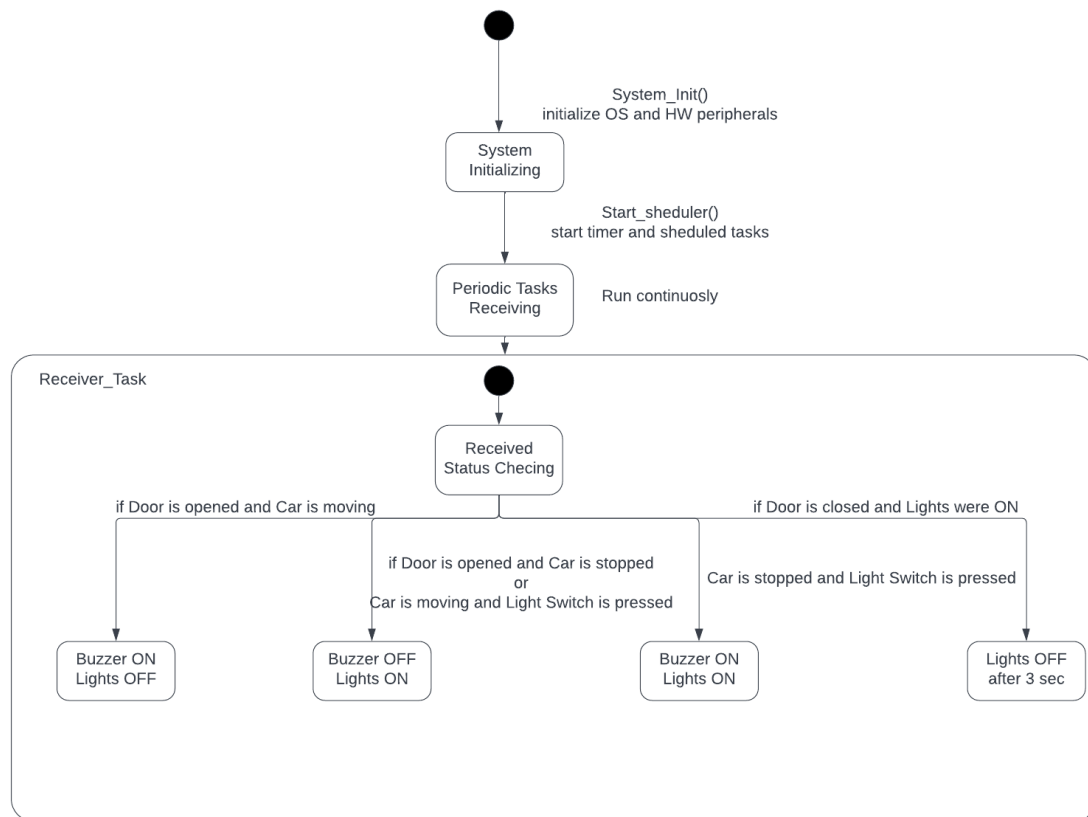 System_Init()
initialize OS and HW peripherals
System
Initializing
Start_sheduler()
start timer and sheduled tasks
Periodic Tasks
Receiving
Run continuosly
Receiver_Task
Received
Status Checing
if Door is opened and Car is moving
if Door is closed and Lights were ON
if Door is opened and Car is stopped
or
Car is moving and Light Switch is pressed
Car is stopped and Light Switch is pressed
Buzzer ON
Lights OFF
Buzzer OFF
Lights ON
Buzzer ON
Lights ON
Lights OFF
after 3 sec